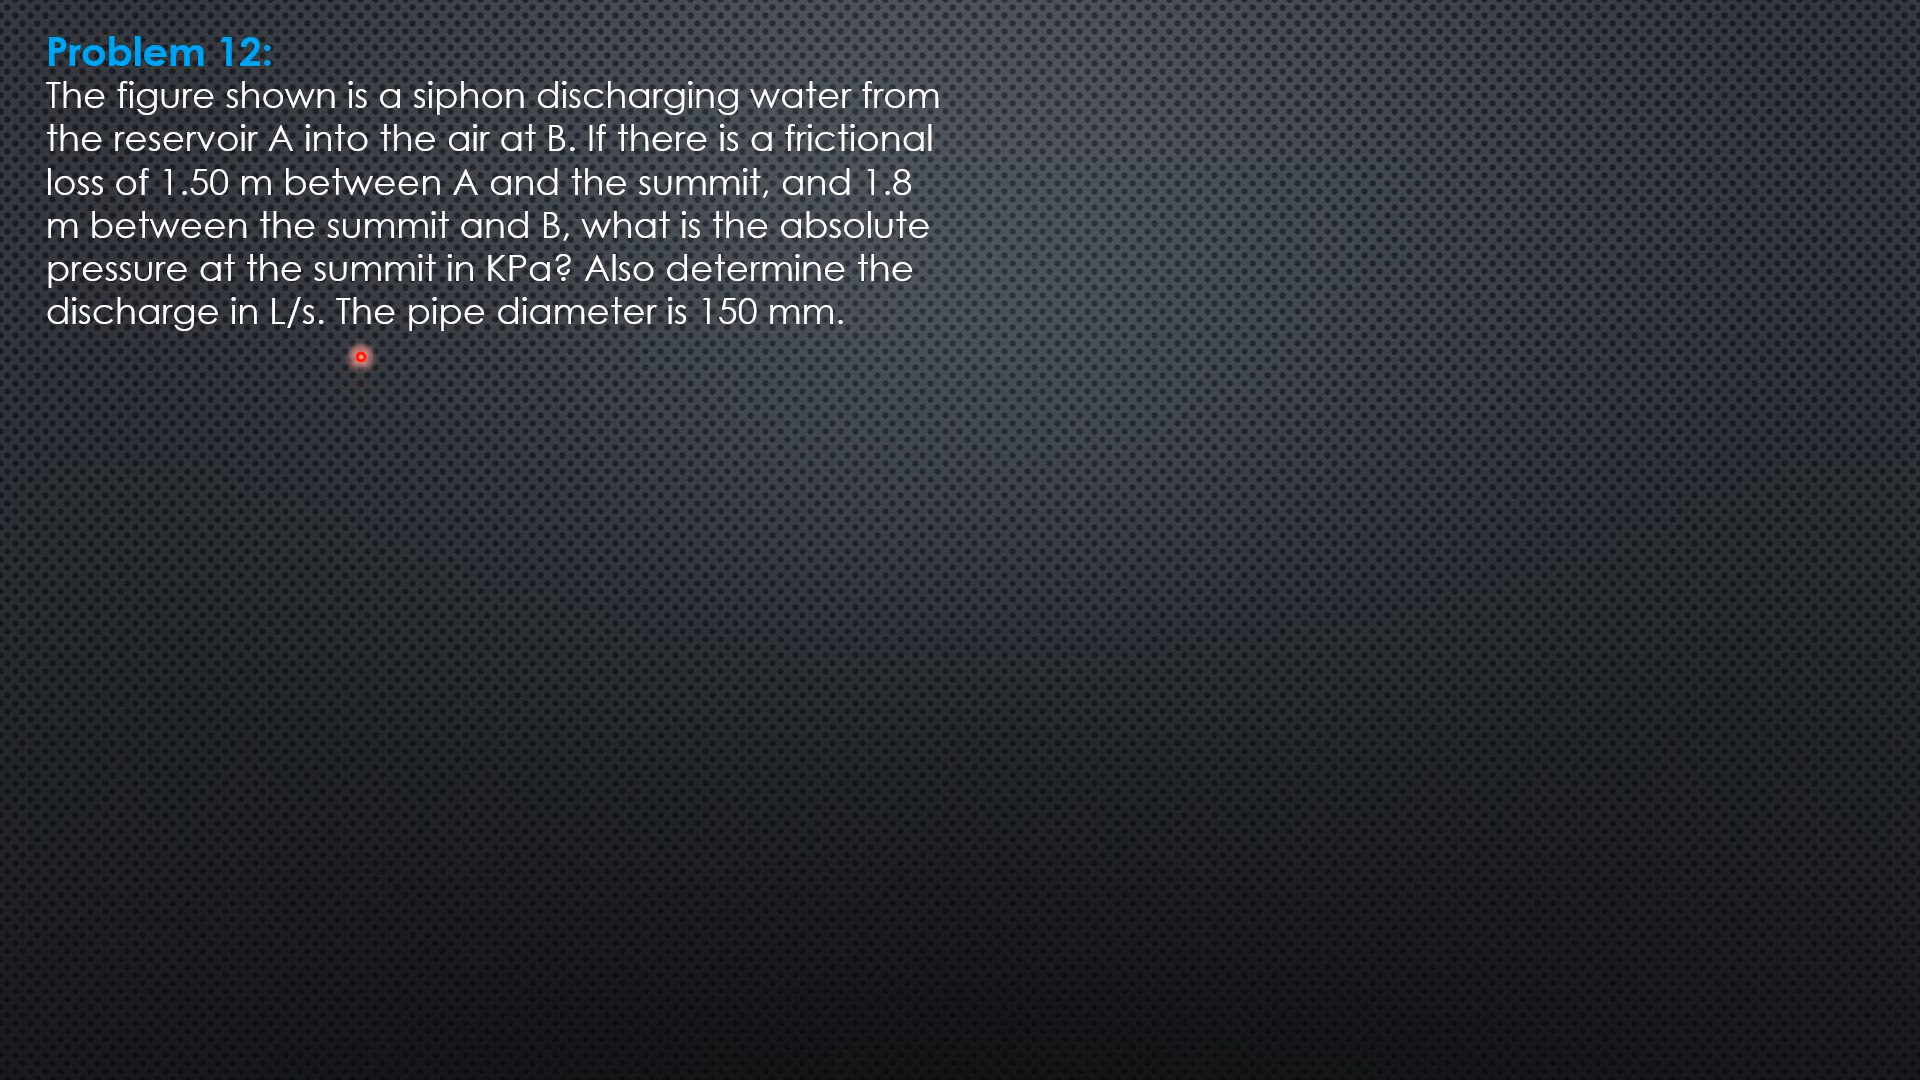 Problem 12:
The figure shown is a siphon discharging water from
the reservoir A into the air at B. If there is a frictional
loss of 1.50 m between A and the summit, and 1.8
m between the summit and B, what is the absolute
pressure at the summit in KPa? Also determine the
discharge in L/s. The pipe diameter is 150 mm.